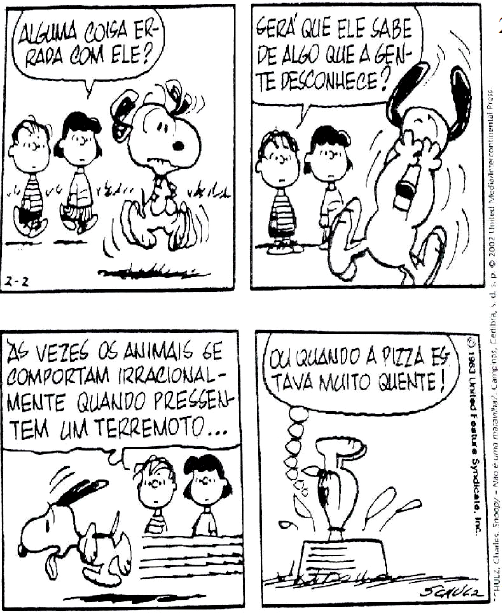 ALGUMA COISA ER-
RADA COM ELE?
2-2
SERÁ QUE ELE SABE
DE ALGO QUE A GEN-
TE DESCONHECE?
ÀS VEZES OS ANIMAIS SE
COMPORTAM IRRACIONAL-
MENTE QUANDO PRESSEN-
TEM UM TERREMOTO...
OU QUANDO A PIZZA ES
TAVA MUITO QUENTE!
SCHULZ
© 1983 United Feature Syndicate, Inc.